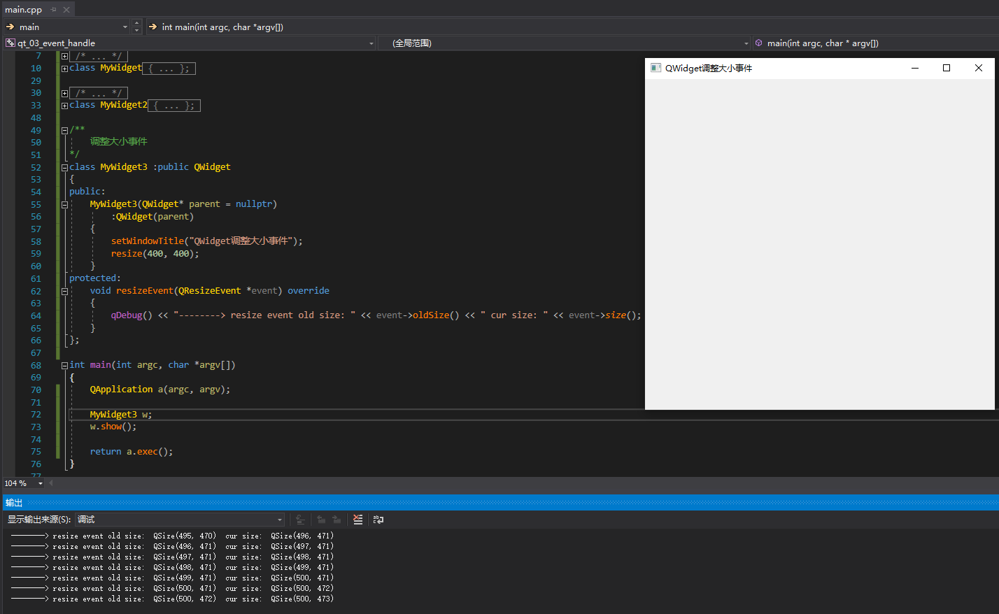 main.cpp
main
int main(int argc, char *argv[])
qt_03_event_handle
(全局范围)
main(int argc, char * argv[])
7 /* ... */
10 class MyWidget { ... };
29
30 /* ... */
33 class MyWidget2 { ... };
48
49 /**
50 调整大小事件
51 */
52 class MyWidget3 :public QWidget
53 {
54 public:
55 MyWidget3(QWidget* parent = nullptr)
56 :QWidget(parent)
57 {
58 setWindowTitle("QWidget调整大小事件");
59 resize(400, 400);
60 }
61 protected:
62 void resizeEvent(QResizeEvent *event) override
63 {
64 qDebug() << "--------> resize event old size: " << event->oldSize() << " cur size: " << event->size();
65 }
66 };
67
68 int main(int argc, char *argv[])
69 {
70 QApplication a(argc, argv);
71
72 MyWidget3 w;
73 w.show();
74
75 return a.exec();
76 }
77
QWidget调整大小事件
104 %
输出
显示输出来源(S): 调试
--------> resize event old size:  QSize(495, 470)  cur size:  QSize(496, 471)
--------> resize event old size:  QSize(496, 471)  cur size:  QSize(497, 471)
--------> resize event old size:  QSize(497, 471)  cur size:  QSize(498, 471)
--------> resize event old size:  QSize(498, 471)  cur size:  QSize(499, 471)
--------> resize event old size:  QSize(499, 471)  cur size:  QSize(500, 471)
--------> resize event old size:  QSize(500, 471)  cur size:  QSize(500, 472)
--------> resize event old size:  QSize(500, 472)  cur size:  QSize(500, 473)